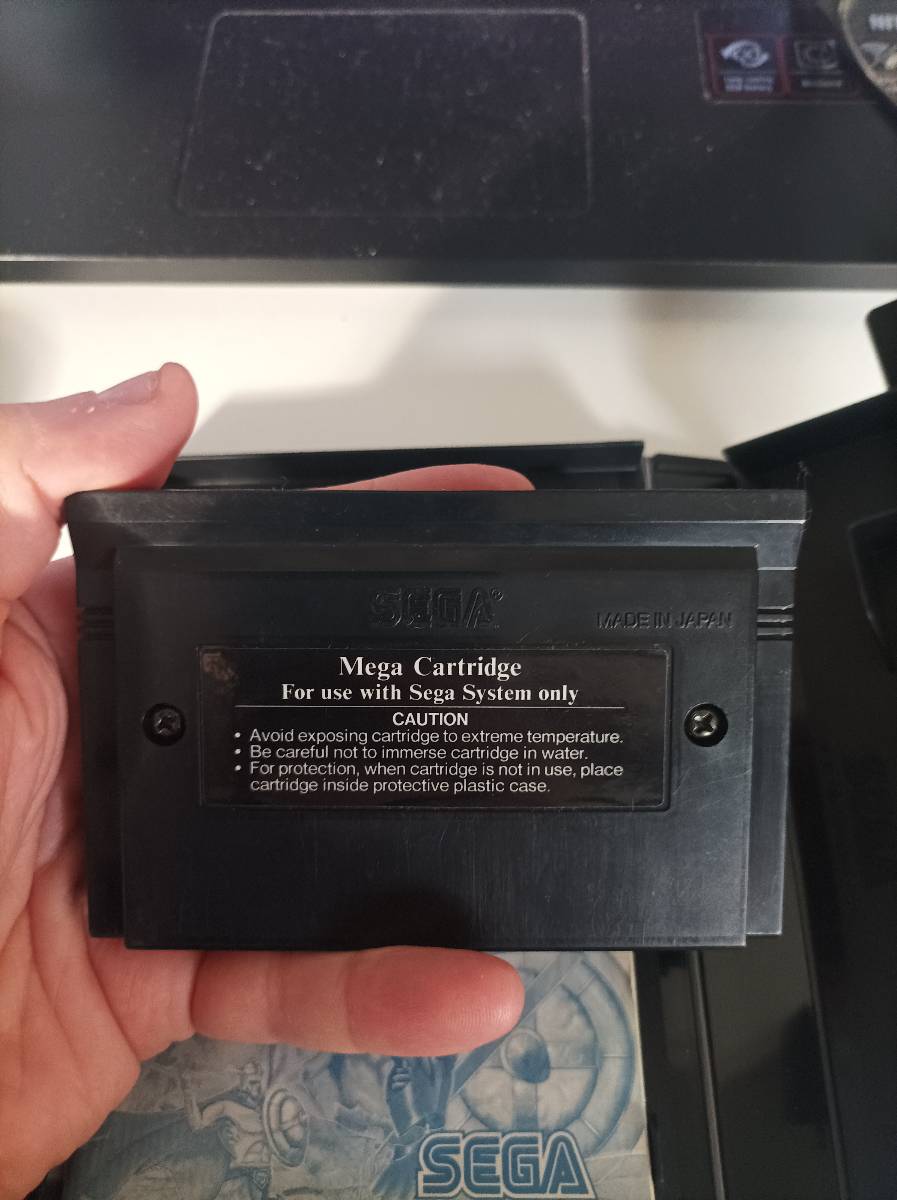 SEGA®
MADE IN JAPAN
Mega Cartridge
For use with Sega System only
CAUTION
• Avoid exposing cartridge to extreme temperature.
• Be careful not to immerse cartridge in water.
• For protection, when cartridge is not in use, place
cartridge inside protective plastic case.
SEGA